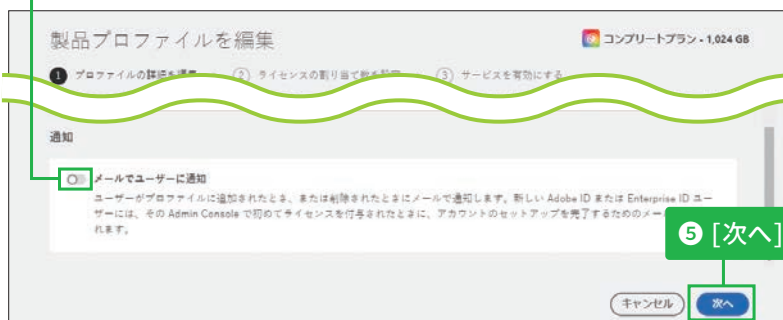 製品プロファイルを編集
コンプリートプラン - 1,024 GB
1 プロファイルの詳細を編集
2 ライセンスの割り当て数を設定
3 サービスを有効にする
通知
メールでユーザーに通知
ユーザーがプロファイルに追加されたとき、または削除されたときにメールで通知します。新しい Adobe ID または Enterprise ID ユー
ザーには、その Admin Console で初めてライセンスを付与されたときに、アカウントのセットアップを完了するためのメー
れます。
❺ [次へ]
キャンセル
次へ